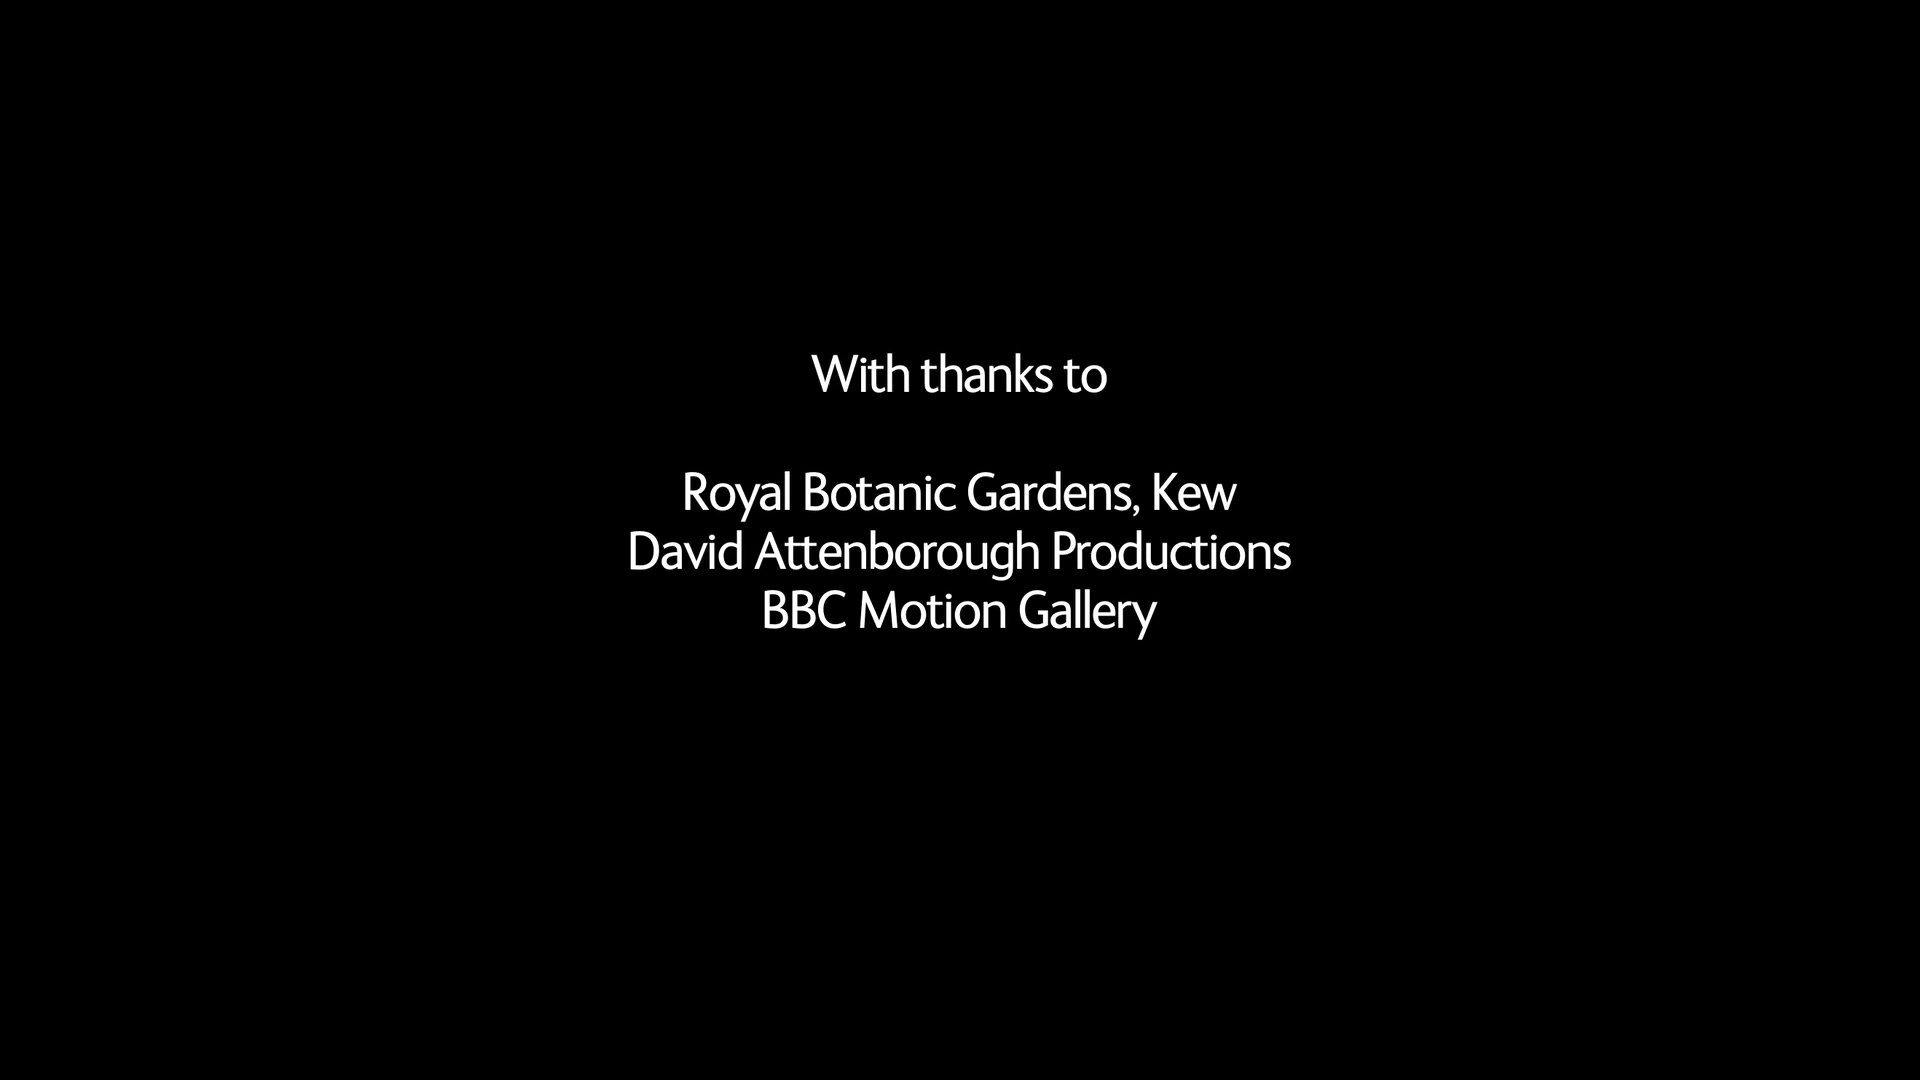 With thanks to
Royal Botanic Gardens, Kew
David Attenborough Productions
BBC Motion Gallery